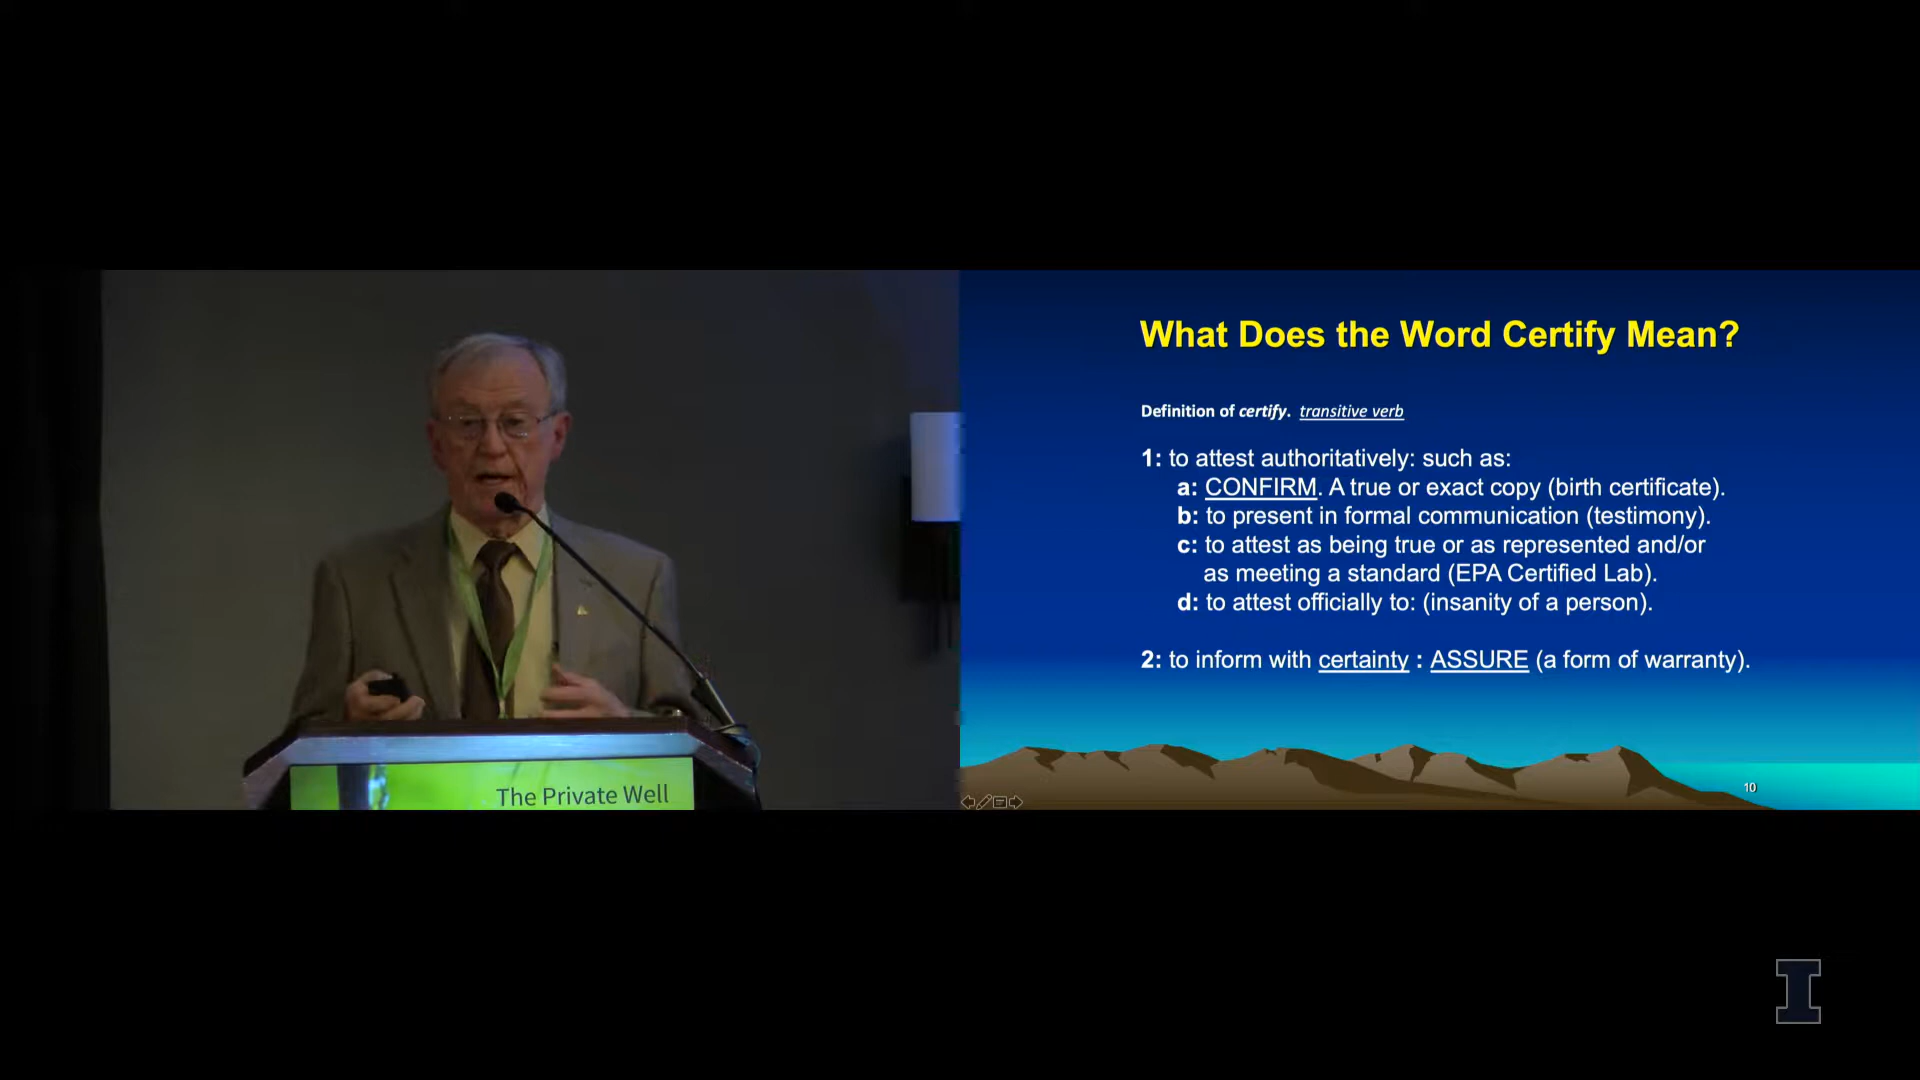 The Private Well
What Does the Word Certify Mean?
Definition of certify. transitive verb
1: to attest authoritatively: such as:
a: CONFIRM. A true or exact copy (birth certificate).
b: to present in formal communication (testimony).
c: to attest as being true or as represented and/or
as meeting a standard (EPA Certified Lab).
d: to attest officially to: (insanity of a person).
2: to inform with certainty : ASSURE (a form of warranty).
10
I